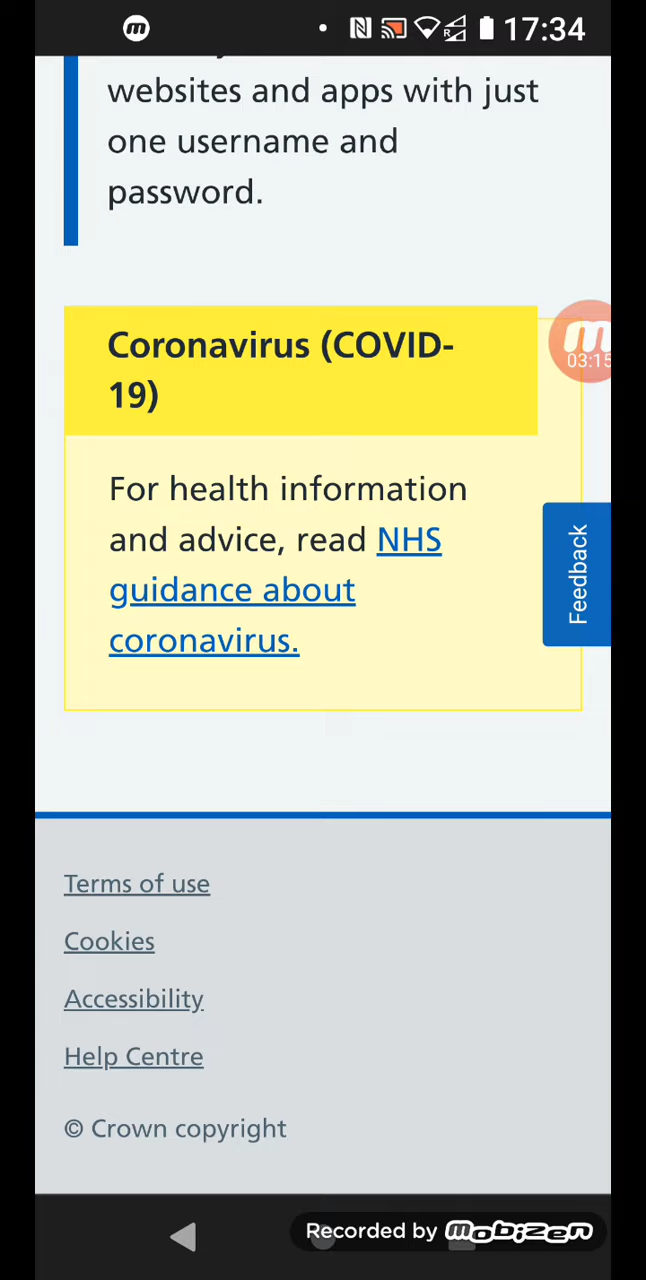 17:34
websites and apps with just
one username and
password.
Coronavirus (COVID-
19)
03:15
For health information
and advice, read NHS
guidance about
coronavirus.
Feedback
Terms of use
Cookies
Accessibility
Help Centre
© Crown copyright
Recorded by mobizen